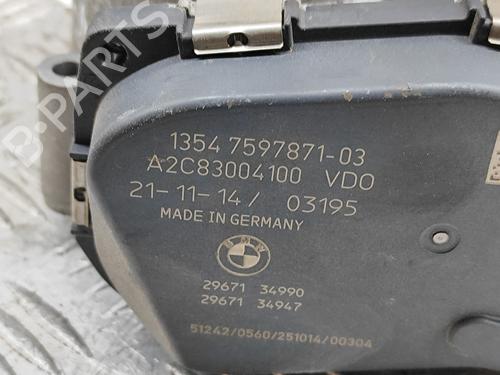 1354 7597871-03
A2C83004100 VDO
21-11-14/ 03195
MADE IN GERMANY
BMW
29671 34990
29671 34947
51242/0560/251014/00304
B-PARTS